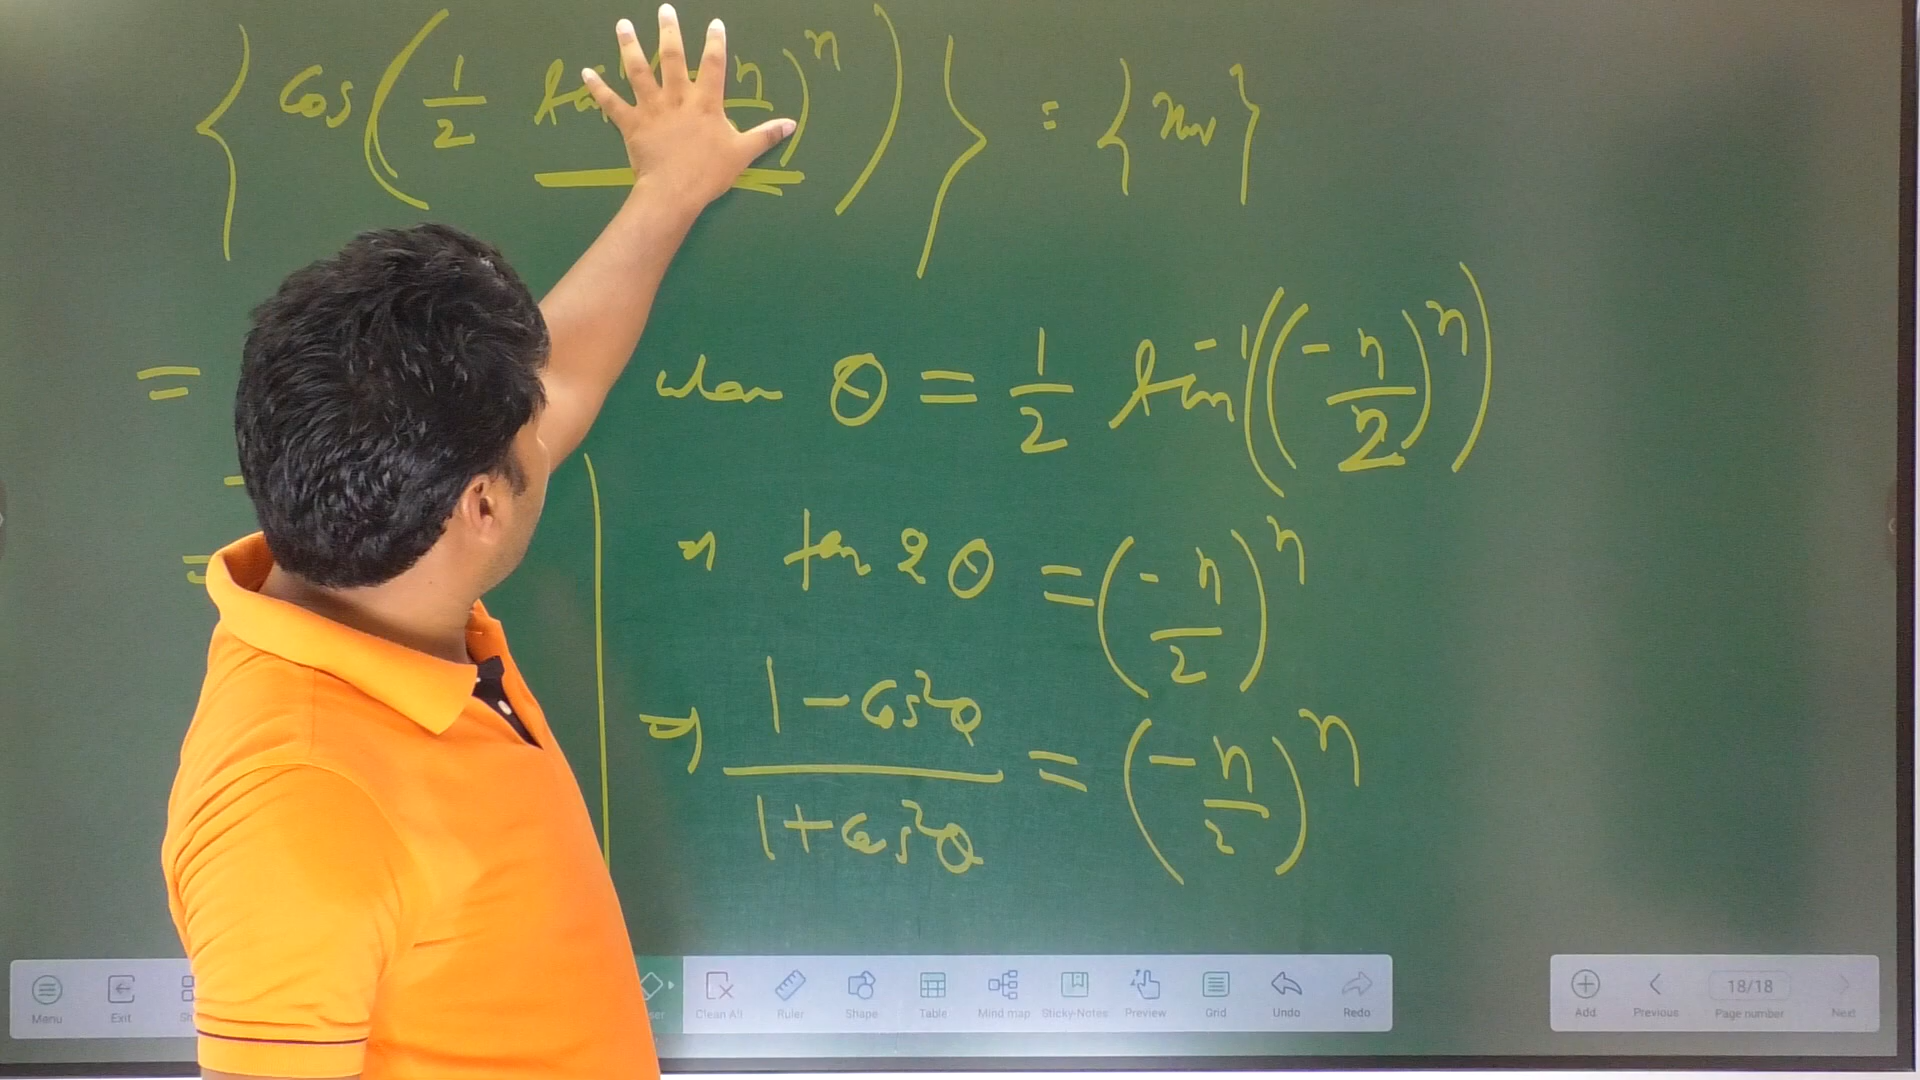 { Cos ( 1/2 tan n/2 )^n ) } = { x_n }
= when θ = 1/2 tan^-1 ( ( - n/2 )^n )
⇒ tan 2θ = ( - n/2 )^n
=
⇒ 1 - Cos2θ / 1 + Cos2θ = ( - n/2 )^n
Menu Exit Clean All Ruler Shape Table Mind map Sticky-Notes Preview Grid Undo Redo Add Previous 18/18 Page number Next